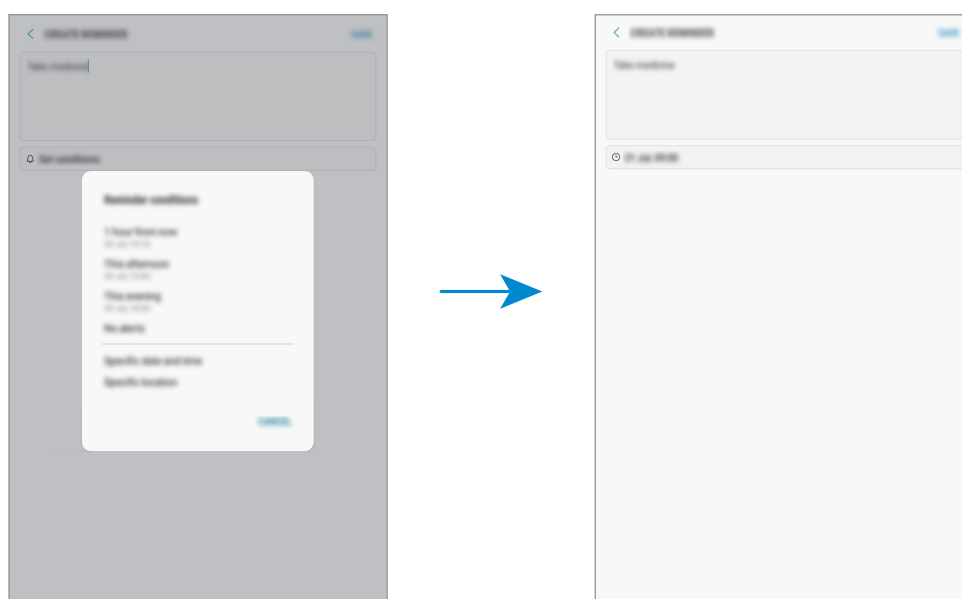 CREATE REMINDER
SAVE
Take medicine
Set conditions
Reminder conditions
1 hour from now
This afternoon
This evening
No alerts
Specific date and time
Specific location
CANCEL
CREATE REMINDER
SAVE
Take medicine